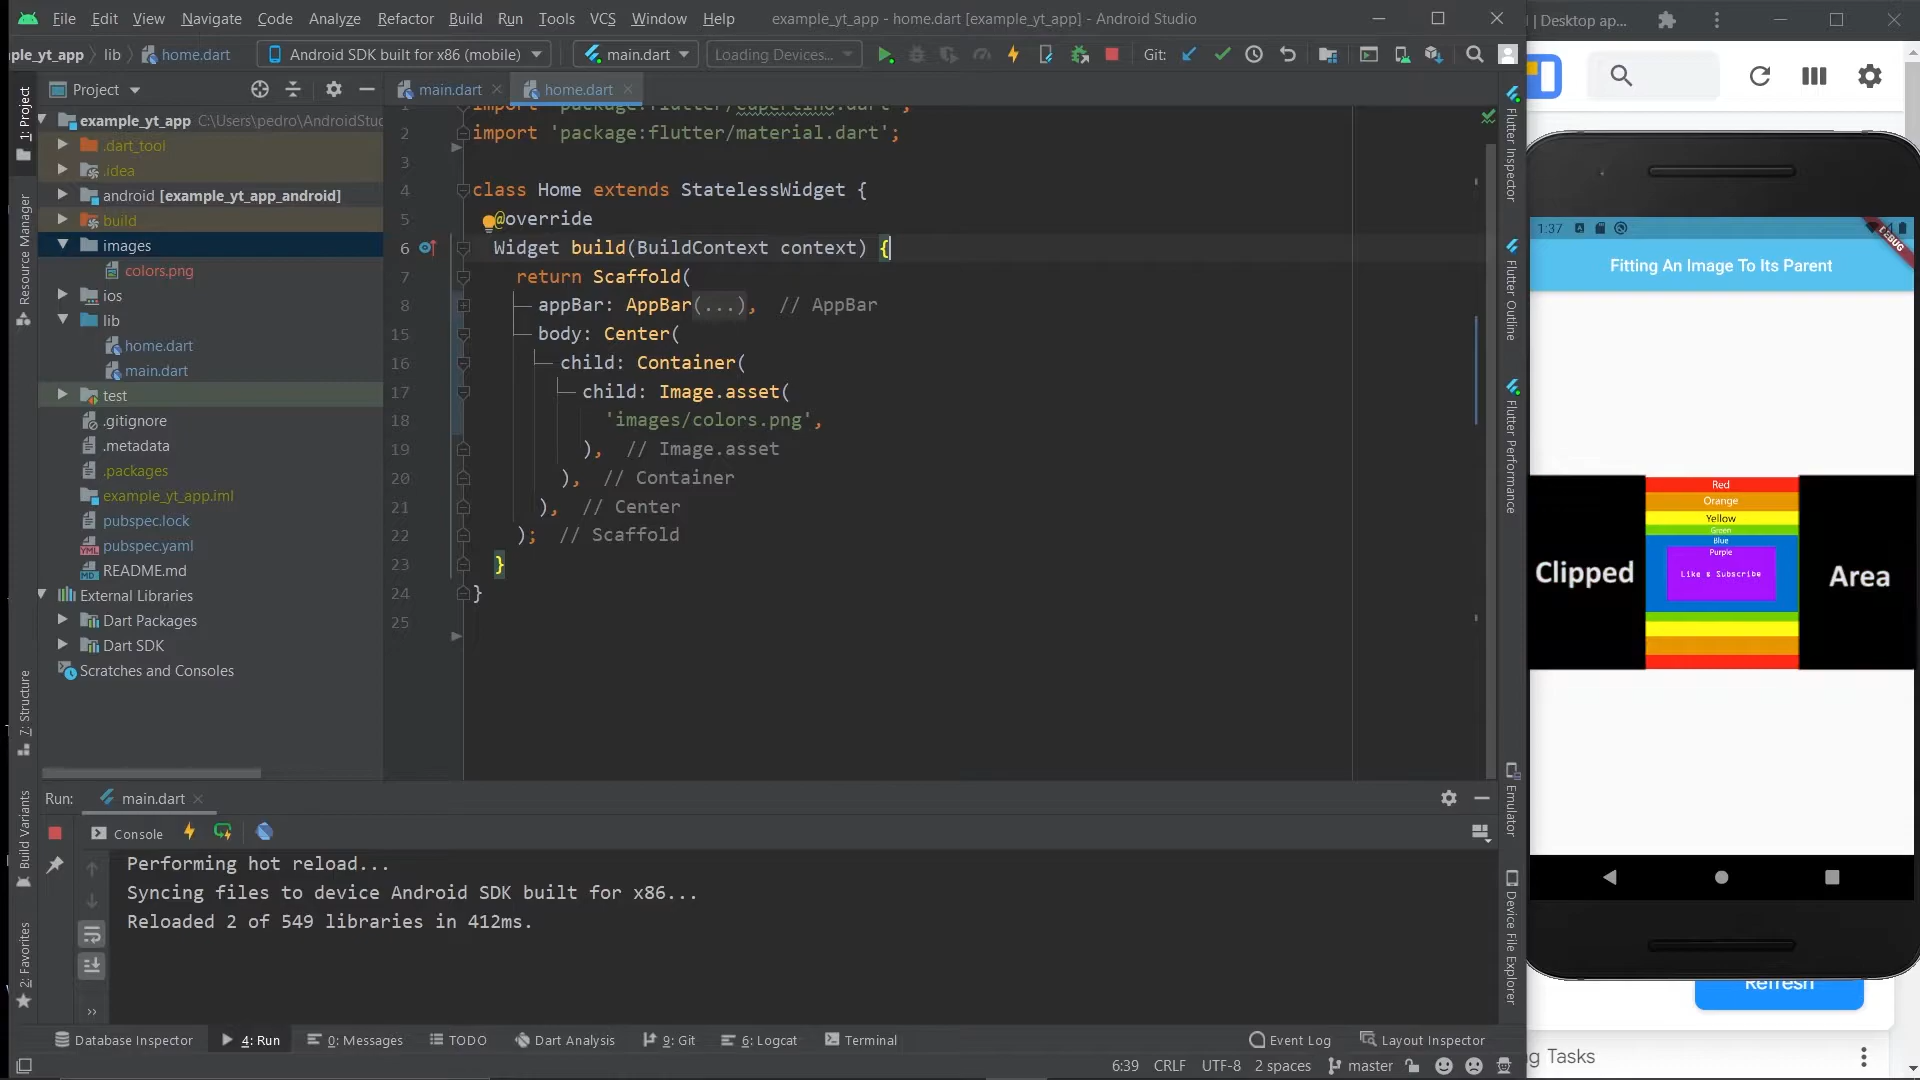 File Edit View Navigate Code Analyze Refactor Build Run Tools VCS Window Help
example_yt_app - home.dart [example_yt_app] - Android Studio
| Desktop ap...
ple_yt_app lib home.dart
Android SDK built for x86 (mobile)
main.dart
Loading Devices...
Git:
Project
main.dart
home.dart
1: Project
Resource Manager
Z: Structure
Build Variants
2: Favorites
example_yt_app C:\Users\pedro\AndroidStuc
.dart_tool
.idea
android [example_yt_app_android]
build
images
colors.png
ios
lib
home.dart
main.dart
test
.gitignore
.metadata
.packages
example_yt_app.iml
pubspec.lock
pubspec.yaml
README.md
External Libraries
Dart Packages
Dart SDK
Scratches and Consoles
1 import 'package:flutter/cupertino.dart';
2 import 'package:flutter/material.dart';
3
4 class Home extends StatelessWidget {
5 @override
6 Widget build(BuildContext context) {
7 return Scaffold(
8 appBar: AppBar(...), // AppBar
15 body: Center(
16 child: Container(
17 child: Image.asset(
18 'images/colors.png',
19 ), // Image.asset
20 ), // Container
21 ), // Center
22 ); // Scaffold
23 }
24 }
25
Flutter Inspector
Flutter Outline
Flutter Performance
Emulator
Device File Explorer
1:37
DEBUG
Fitting An Image To Its Parent
Red
Orange
Yellow
Green
Blue
Purple
Like & Subscribe
Clipped
Area
Refresh
ng Tasks
Run: main.dart
Console
Performing hot reload...
Syncing files to device Android SDK built for x86...
Reloaded 2 of 549 libraries in 412ms.
Database Inspector
4: Run
0: Messages
TODO
Dart Analysis
9: Git
6: Logcat
Terminal
Event Log
Layout Inspector
6:39 CRLF UTF-8 2 spaces master